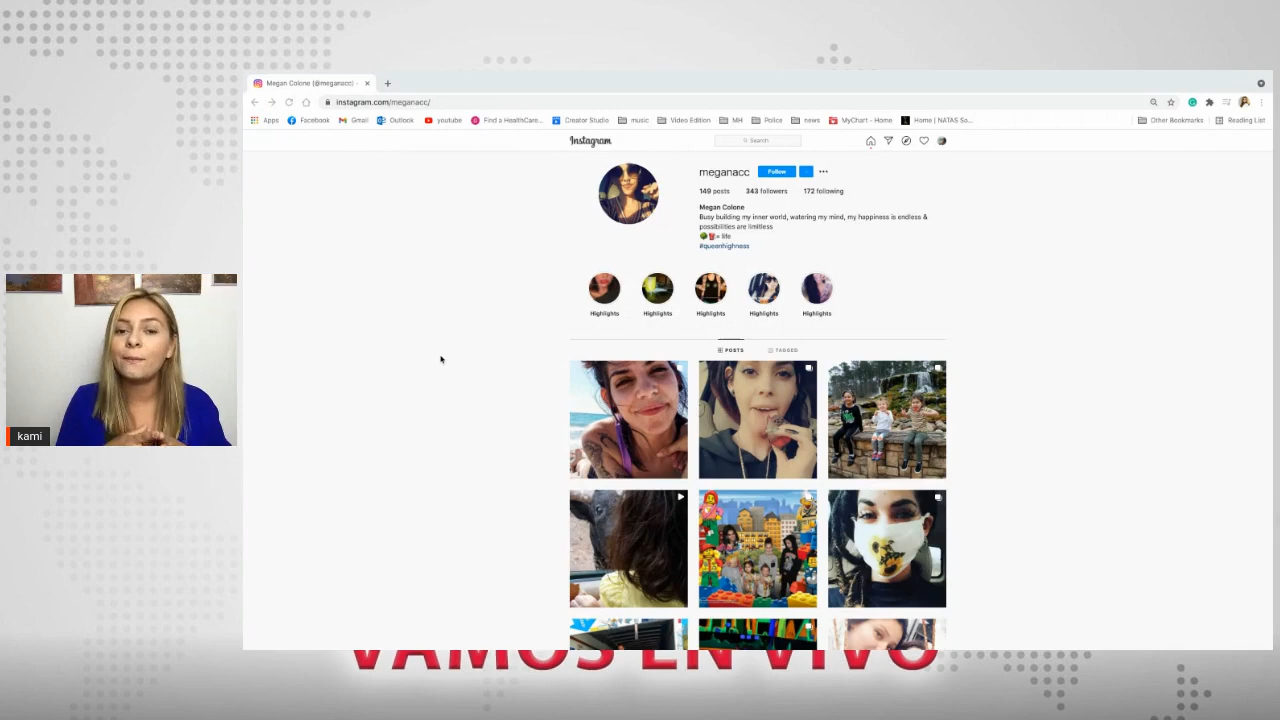 Megan Colone (@meganacc) •
instagram.com/meganacc/
Apps Facebook Gmail Outlook youtube Find a HealthCare... Creator Studio music Video Edition MH Police news MyChart - Home Home | NATAS So... Other Bookmarks Reading List
Instagram
Search
meganacc Follow
149 posts 343 followers 172 following
Megan Colone
Busy building my inner world, watering my mind, my happiness is endless &
possibilities are limitless
= life
#queenhighness
Highlights Highlights Highlights Highlights Highlights
POSTS TAGGED
kami
VAMOS EN VIVO